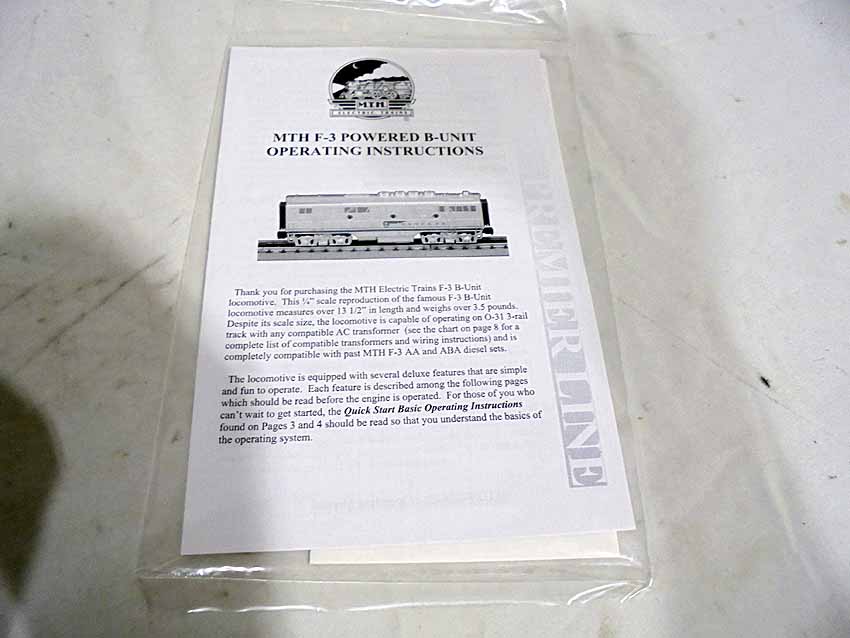 MTH
ELECTRIC TRAINS
MTH F-3 POWERED B-UNIT
OPERATING INSTRUCTIONS
Thank you for purchasing the MTH Electric Trains F-3 B-Unit
locomotive. This ¼" scale reproduction of the famous F-3 B-Unit
locomotive measures over 13 1/2" in length and weighs over 3.5 pounds.
Despite its scale size, the locomotive is capable of operating on O-31 3-rail
track with any compatible AC transformer (see the chart on page 8 for a
complete list of compatible transformers and wiring instructions) and is
completely compatible with past MTH F-3 AA and ABA diesel sets.
The locomotive is equipped with several deluxe features that are simple
and fun to operate. Each feature is described among the following pages
which should be read before the engine is operated. For those of you who
can't wait to get started, the Quick Start Basic Operating Instructions
found on Pages 3 and 4 should be read so that you understand the basics of
the operating system.
PREMIER LINE